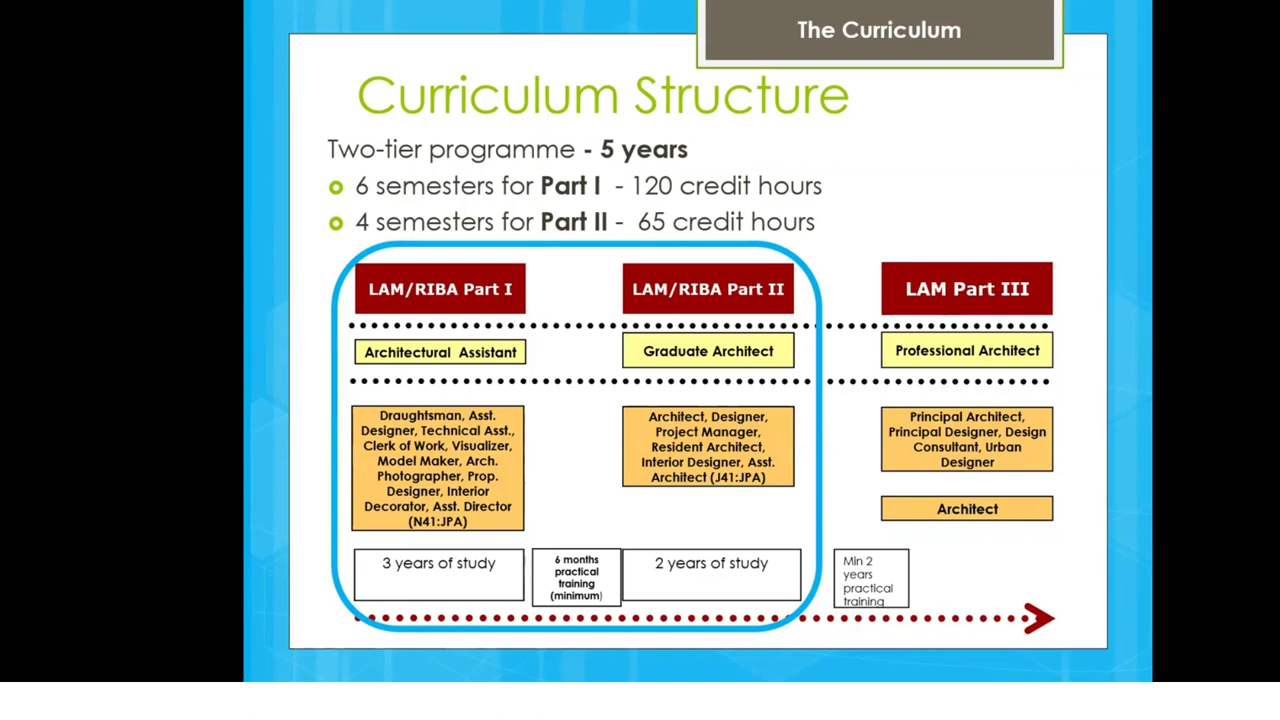 The Curriculum
Curriculum Structure
Two-tier programme - 5 years
6 semesters for Part I - 120 credit hours
4 semesters for Part II - 65 credit hours
LAM/RIBA Part I
LAM/RIBA Part II
LAM Part III
Architectural Assistant
Graduate Architect
Professional Architect
Draughtsman, Asst.
Designer, Technical Asst.,
Clerk of Work, Visualizer,
Model Maker, Arch.
Photographer, Prop.
Designer, Interior
Decorator, Asst. Director
(N41:JPA)
Architect, Designer,
Project Manager,
Resident Architect,
Interior Designer, Asst.
Architect (J41:JPA)
Principal Architect,
Principal Designer, Design
Consultant, Urban
Designer
Architect
3 years of study
6 months
practical
training
(minimum)
2 years of study
Min 2
years
practical
training